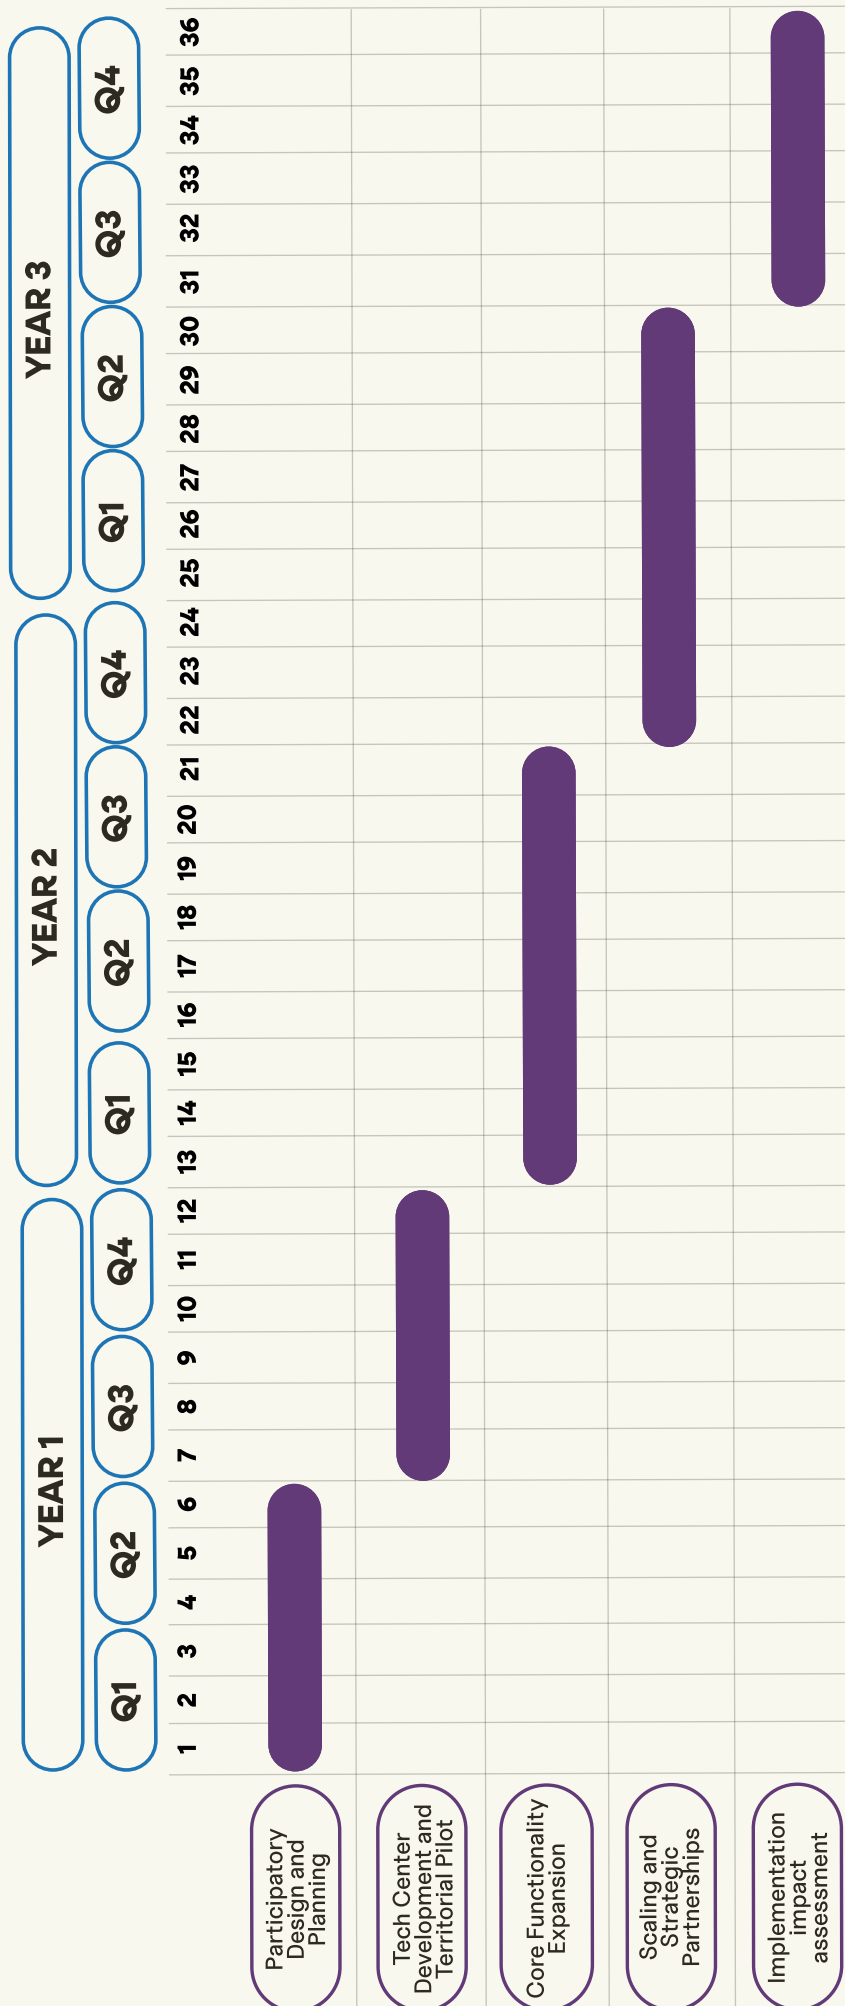 YEAR 1
YEAR 2
YEAR 3
Q1
Q2
Q3
Q4
Q1
Q2
Q3
Q4
Q1
Q2
Q3
Q4
1
2
3
4
5
6
7
8
9
10
11
12
13
14
15
16
17
18
19
20
21
22
23
24
25
26
27
28
29
30
31
32
33
34
35
36
Participatory
Design and
Planning
Tech Center
Development and
Territorial Pilot
Core Functionality
Expansion
Scaling and
Strategic
Partnerships
Implementation
impact
assessment